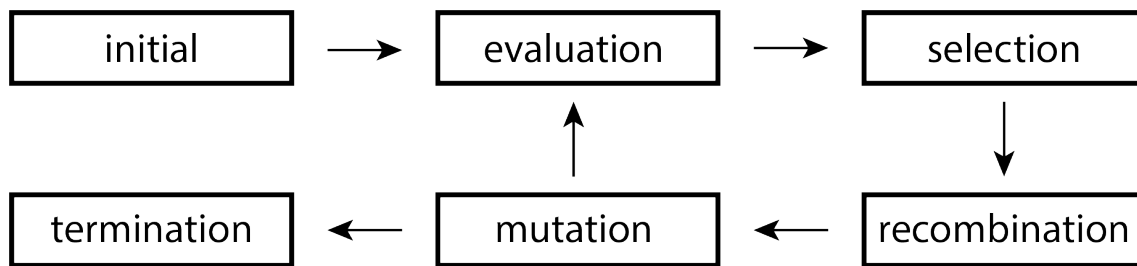 initial
evaluation
selection
termination
mutation
recombination